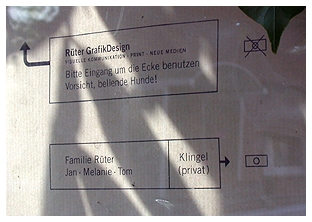 Rüter GrafikDesign
VISUELLE KOMMUNIKATION · PRINT · NEUE MEDIEN
Bitte Eingang um die Ecke benutzen
Vorsicht, bellende Hunde!
Familie Rüter
Jan · Melanie · Tom
Klingel
(privat)